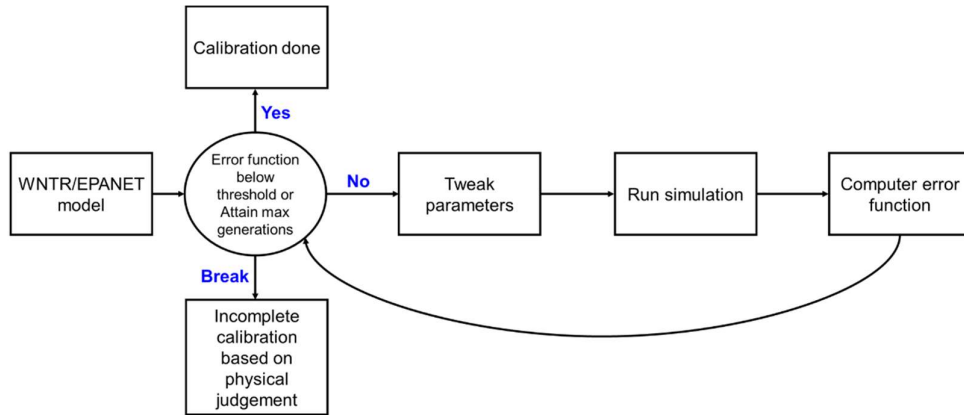 Calibration done
Yes
WNTR/EPANET
model
Error function
below
threshold or
Attain max
generations
No
Tweak
parameters
Run simulation
Computer error
function
Break
Incomplete
calibration
based on
physical
judgement